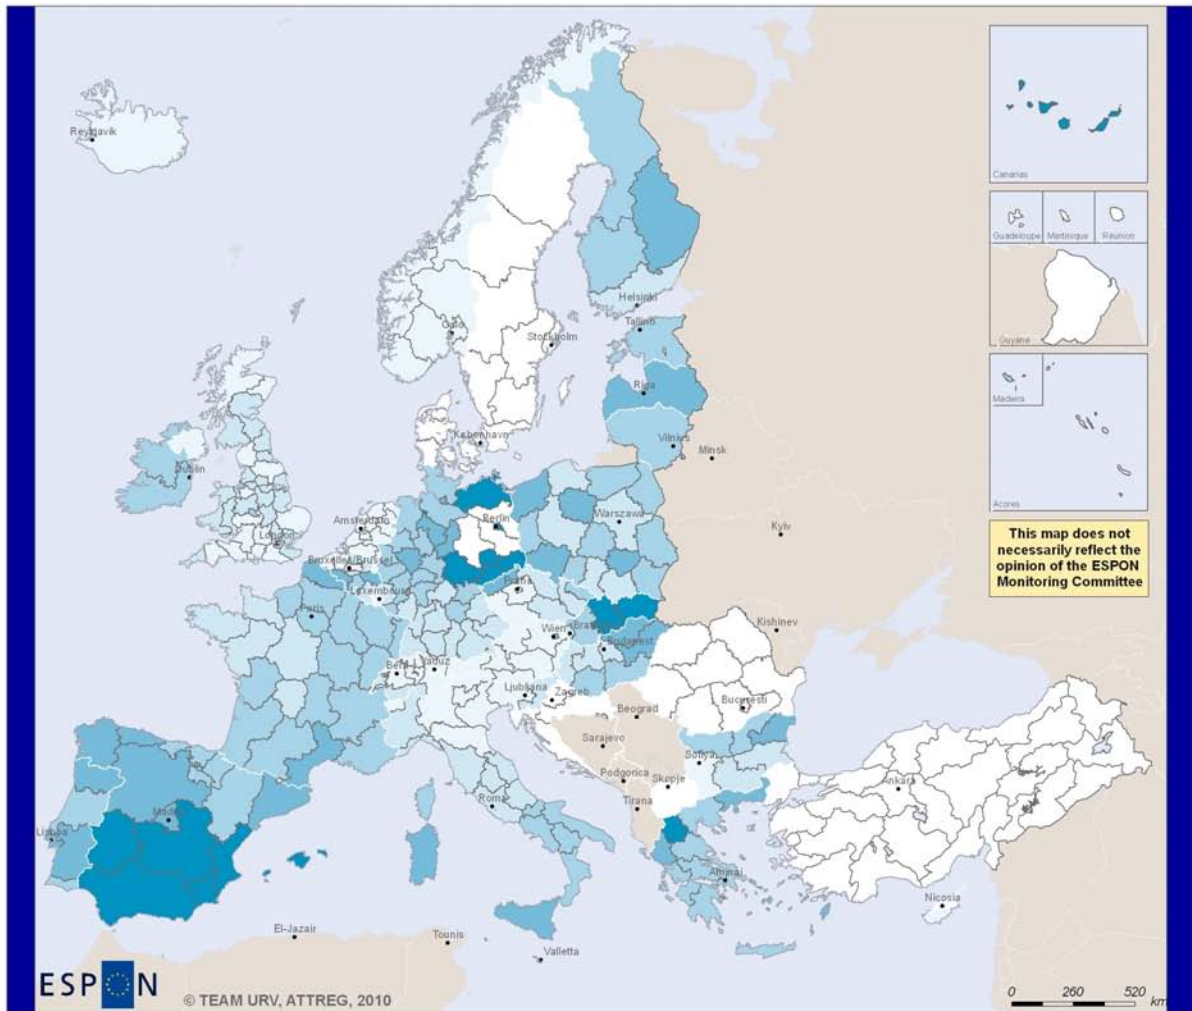 Reykjavik
Canarias
Guadeloupe
Martinique
Réunion
Guyane
Madeira
Acores
This map does not
necessarily reflect the
opinion of the ESPON
Monitoring Committee
Oslo
Helsinki
Tallinn
Stockholm
Riga
København
Vilnius
Minsk
Dublin
Amsterdam
Berlin
Warszawa
London
Kyiv
Bruxelles/Brussel
Luxembourg
Praha
Paris
Wien
Kishinev
Budapest
Bern
Vaduz
Ljubljana
Zagreb
Bucuresti
Beograd
Sarajevo
Sofiya
Podgorica
Skopje
Ankara
Roma
Tirana
Madrid
Lisboa
Athinai
Nicosia
El-Jazair
Tounis
Valletta
ESPON
© TEAM URV, ATTREG, 2010
0 260 520
km